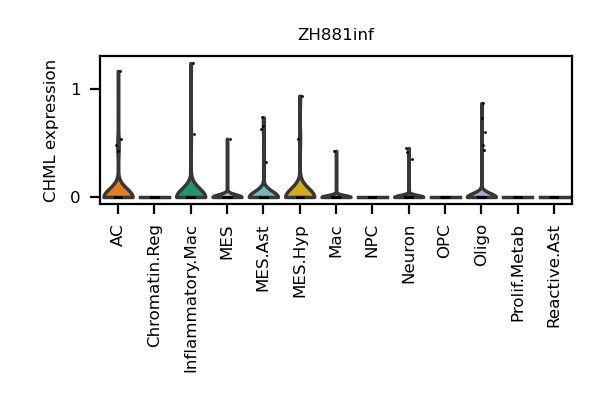 ZH881inf
CHML expression
1
0
AC
Chromatin.Reg
Inflammatory.Mac
MES
MES.Ast
MES.Hyp
Mac
NPC
Neuron
OPC
Oligo
Prolif.Metab
Reactive.Ast